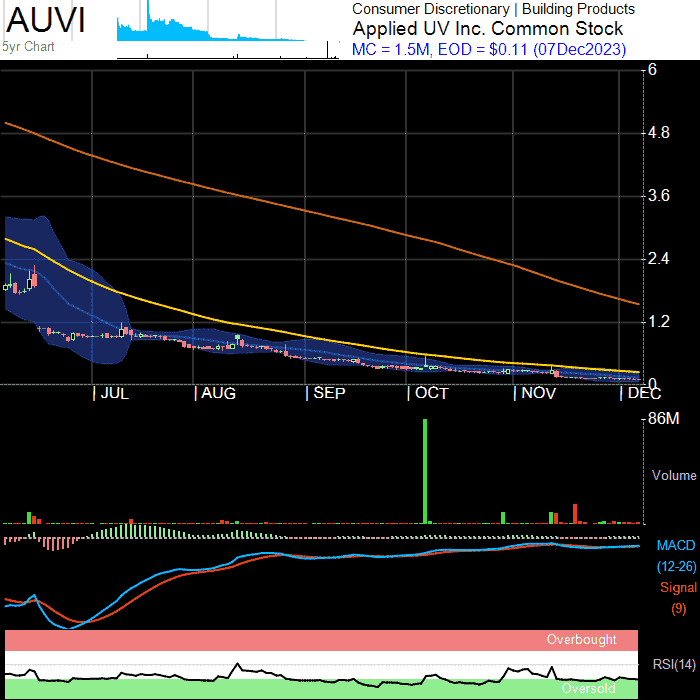 AUVI
5yr Chart
Consumer Discretionary | Building Products
Applied UV Inc. Common Stock
MC = 1.5M, EOD = $0.11 (07Dec2023)
6
4.8
3.6
2.4
1.2
0
| JUL | AUG | SEP | OCT | NOV | DEC
86M
Volume
MACD
(12-26)
Signal
(9)
Overbought
RSI(14)
Oversold